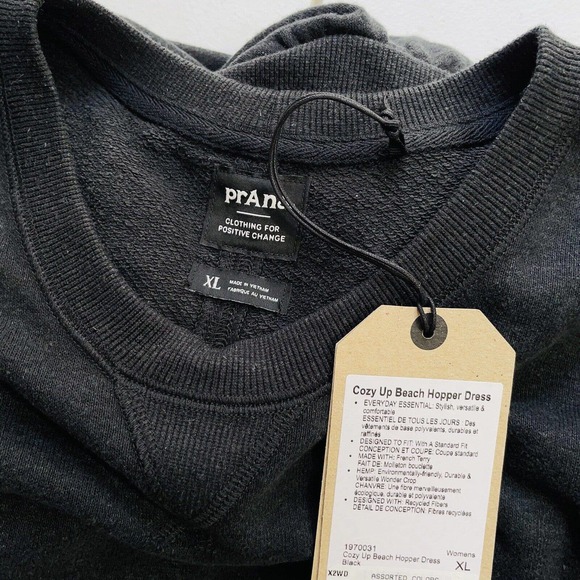 prAna
CLOTHING FOR
POSITIVE CHANGE
XL
MADE IN VIETNAM
FABRIQUÉ AU VIETNAM
Cozy Up Beach Hopper Dress
• EVERYDAY ESSENTIAL: Stylish, versatile &
comfortable
ESSENTIEL DE TOUS LES JOURS : Des
vêtements de base polyvalents, durables et
raffinés
• DESIGNED TO FIT: With A Standard Fit
CONCEPTION ET COUPE: Coupe standard
• MADE WITH: French Terry
FAIT DE: Molleton bouclette
• HEMP: Environmentally-friendly, Durable &
Versatile Wonder Crop
CHANVRE: Une fibre merveilleusement
écologique, durable et polyvalente
• DESIGNED WITH: Recycled Fibers
DÉTAIL DE CONCEPTION: Fibres recyclées
1970031 Womens
Cozy Up Beach Hopper Dress XL
Black
X2WD ASSORTED COLORS